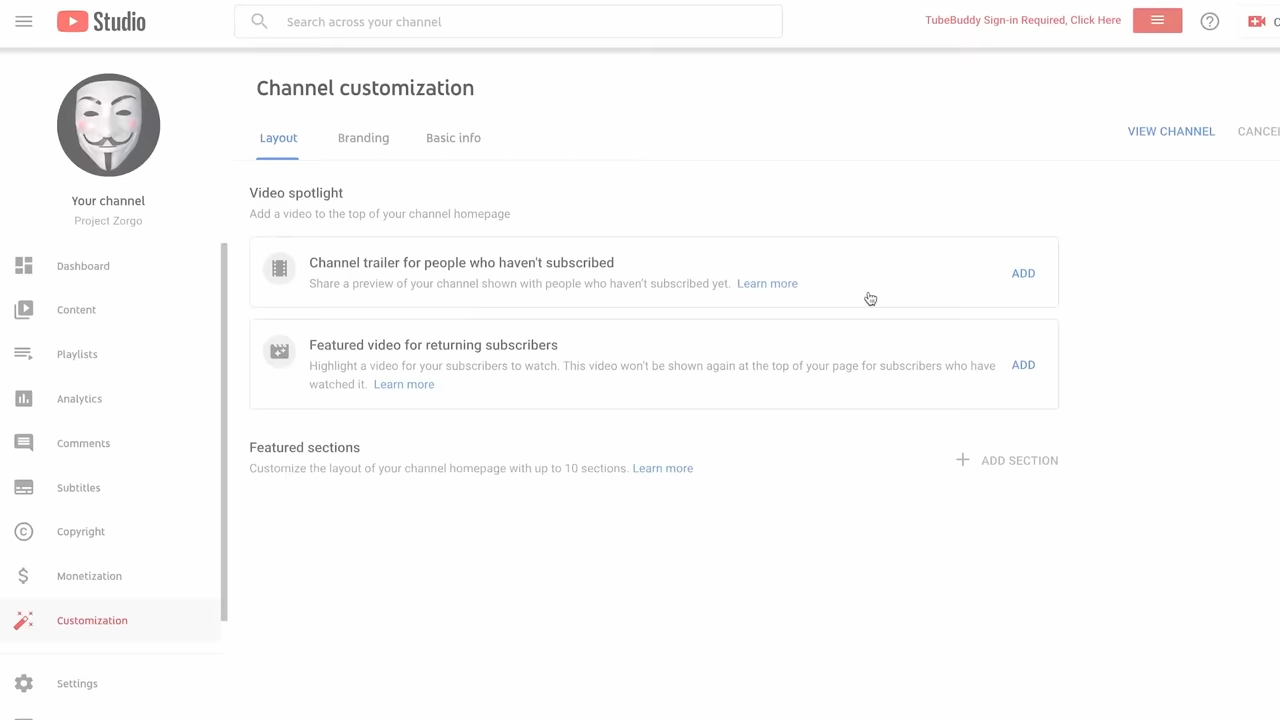 Studio
Search across your channel
TubeBuddy Sign-in Required, Click Here
Channel customization
Layout
Branding
Basic info
VIEW CHANNEL
Your channel
Project Zorgo
Dashboard
Content
Playlists
Analytics
Comments
Subtitles
Copyright
Monetization
Customization
Settings
Video spotlight
Add a video to the top of your channel homepage
Channel trailer for people who haven't subscribed
Share a preview of your channel shown with people who haven't subscribed yet. Learn more
ADD
Featured video for returning subscribers
Highlight a video for your subscribers to watch. This video won't be shown again at the top of your page for subscribers who have
watched it. Learn more
ADD
Featured sections
Customize the layout of your channel homepage with up to 10 sections. Learn more
ADD SECTION